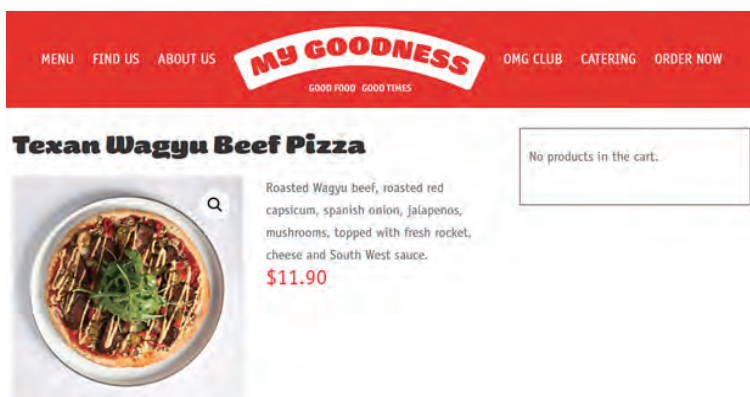 MENU FIND US ABOUT US MY GOODNESS OMG CLUB CATERING ORDER NOW
GOOD FOOD GOOD TIMES
Texan Wagyu Beef Pizza
No products in the cart.
Roasted Wagyu beef, roasted red
capsicum, spanish onion, jalapenos,
mushrooms, topped with fresh rocket,
cheese and South West sauce.
$11.90